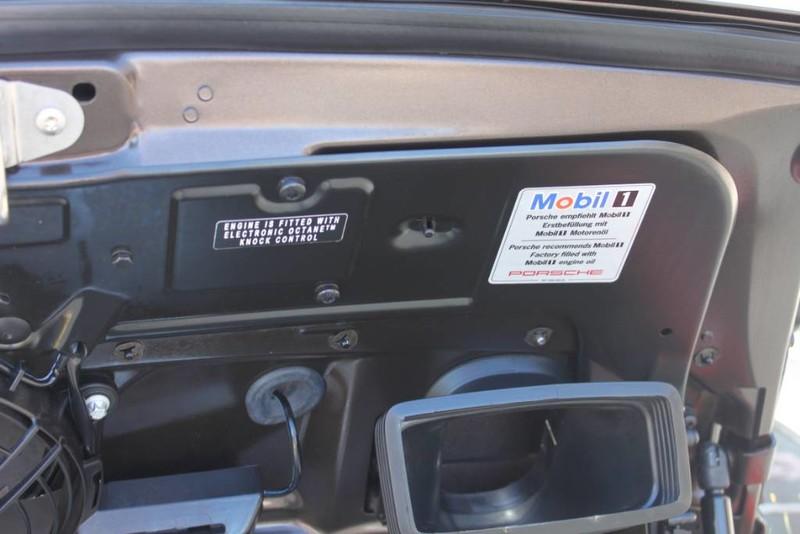 ENGINE IS FITTED WITH
ELECTRONIC OCTANE™
KNOCK CONTROL
Mobil 1
Porsche empfiehlt Mobil 1
Erstbefüllung mit
Mobil 1 Motorenöl
Porsche recommends Mobil 1
Factory filled with
Mobil 1 engine oil
PORSCHE